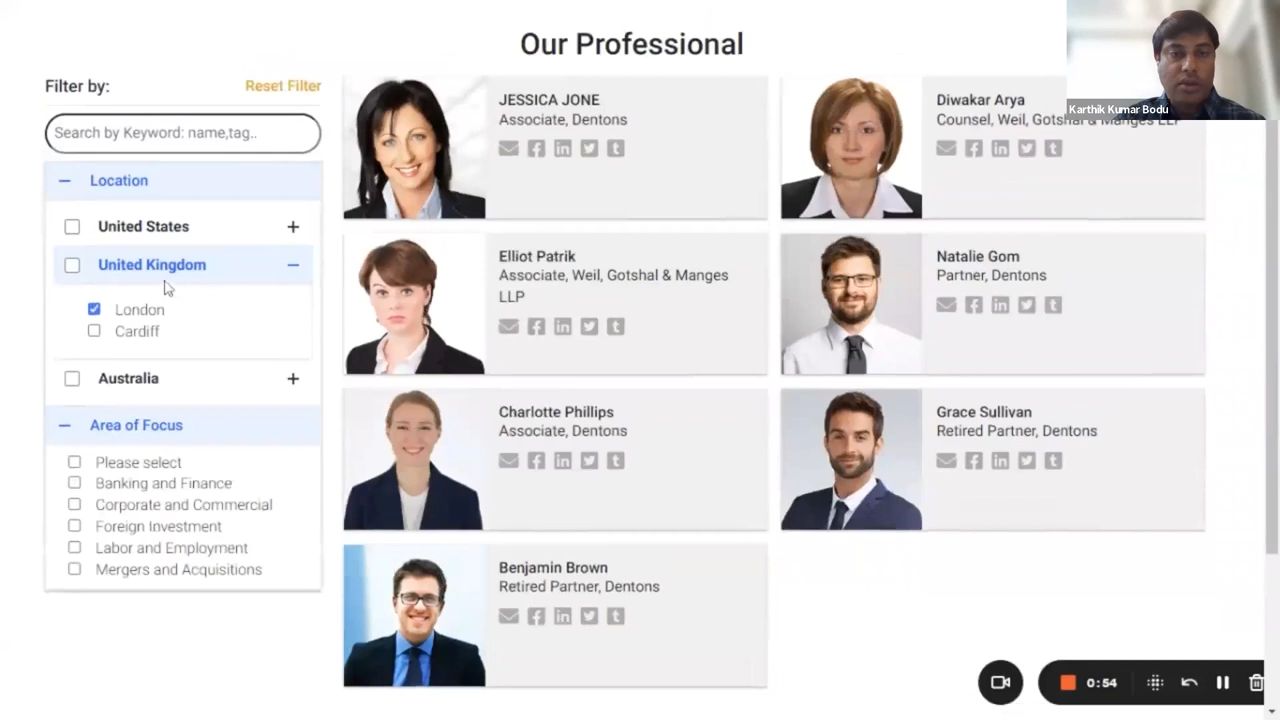 Our Professional
Karthik Kumar Bodu
Filter by:
Reset Filter
Search by Keyword: name,tag..
Location
United States
United Kingdom
London
Cardiff
Australia
Area of Focus
Please select
Banking and Finance
Corporate and Commercial
Foreign Investment
Labor and Employment
Mergers and Acquisitions
JESSICA JONE
Associate, Dentons
Diwakar Arya
Counsel, Weil, Gotshal & Manges LLP
Elliot Patrik
Associate, Weil, Gotshal & Manges
LLP
Natalie Gom
Partner, Dentons
Charlotte Phillips
Associate, Dentons
Grace Sullivan
Retired Partner, Dentons
Benjamin Brown
Retired Partner, Dentons
0:54